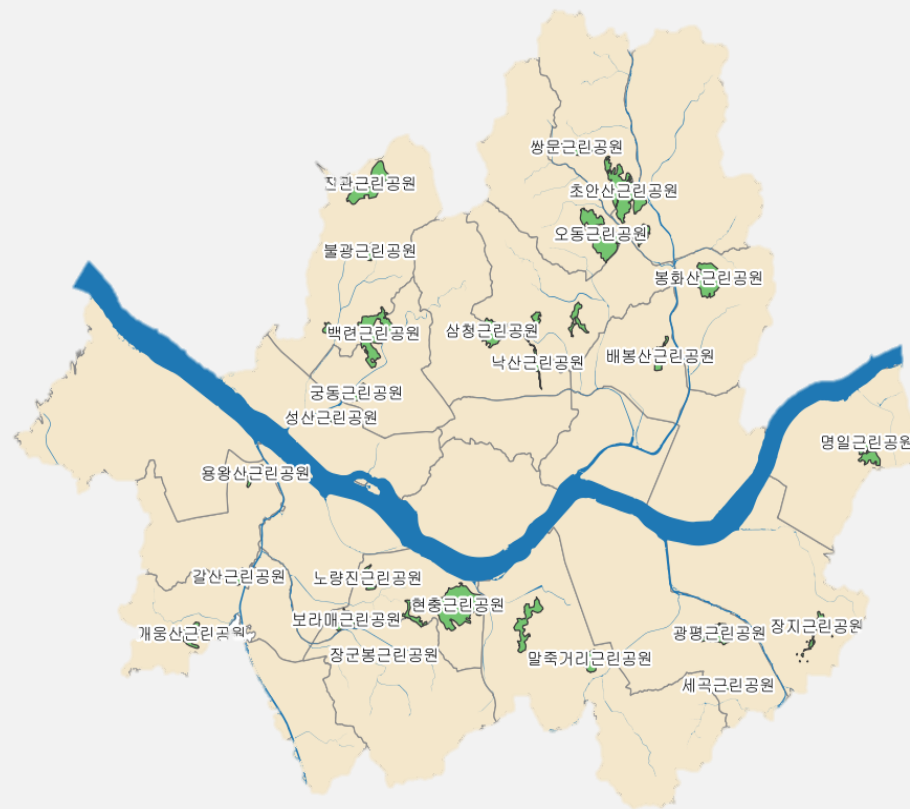 쌍문근린공원
진관근린공원
초안산근린공원
오동근린공원
불광근린공원
봉화산근린공원
백련근린공원
삼청근린공원
배봉산근린공원
낙산근린공원
궁동근린공원
성산근린공원
명일근린공원
용왕산근린공원
갈산근린공원
노량진근린공원
현충근린공원
보라매근린공원
장지근린공원
개웅산근린공원
광평근린공원
장군봉근린공원
말죽거리근린공원
세곡근린공원